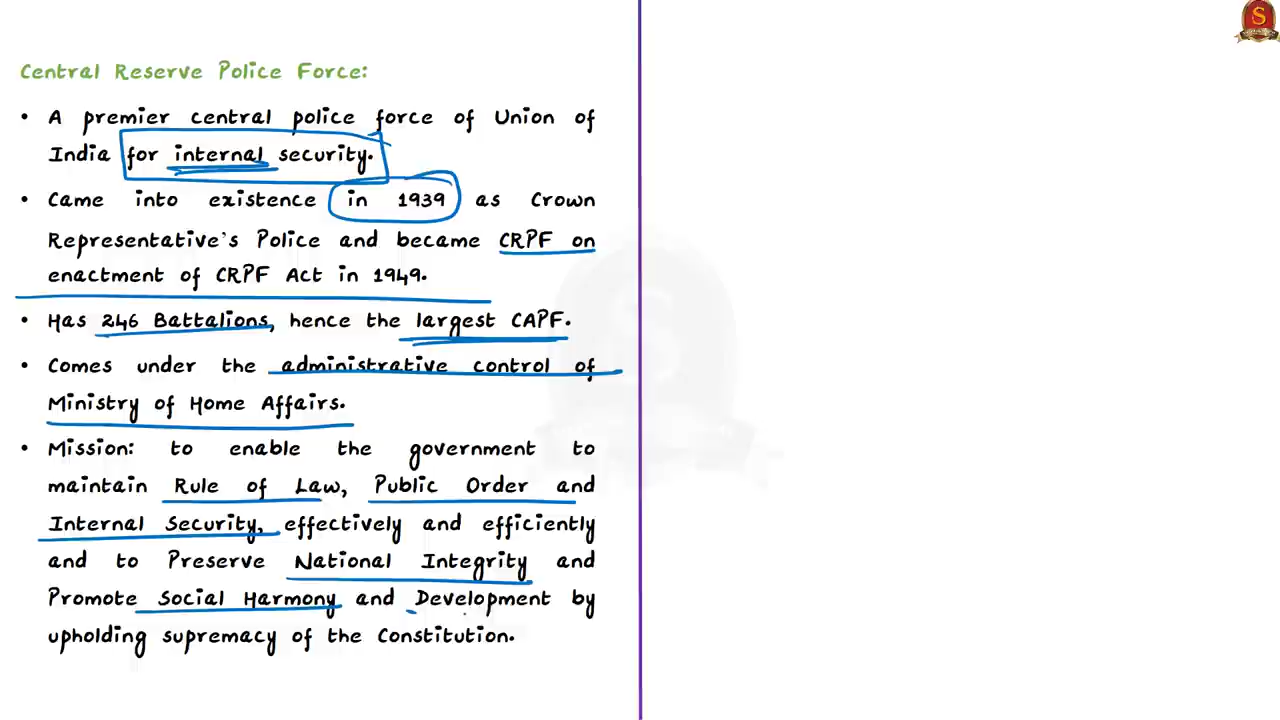 Central Reserve Police Force:
• A premier central police force of Union of
India for internal security.
• Came into existence in 1939 as Crown
Representative's Police and became CRPF on
enactment of CRPF Act in 1949.
• Has 246 Battalions, hence the largest CAPF.
• Comes under the administrative control of
Ministry of Home Affairs.
• Mission: to enable the government to
maintain Rule of Law, Public Order and
Internal Security, effectively and efficiently
and to Preserve National Integrity and
Promote Social Harmony and Development by
upholding supremacy of the Constitution.
S